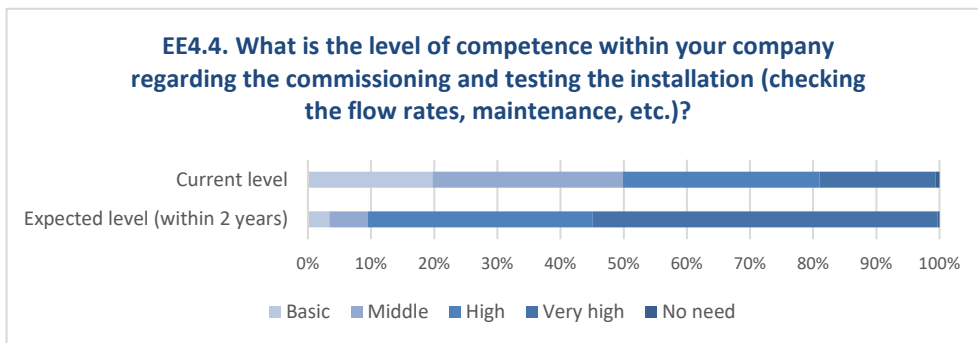 EE4.4. What is the level of competence within your company
regarding the commissioning and testing the installation (checking
the flow rates, maintenance, etc.)?
Current level
Expected level (within 2 years)
0% 10% 20% 30% 40% 50% 60% 70% 80% 90% 100%
Basic Middle High Very high No need